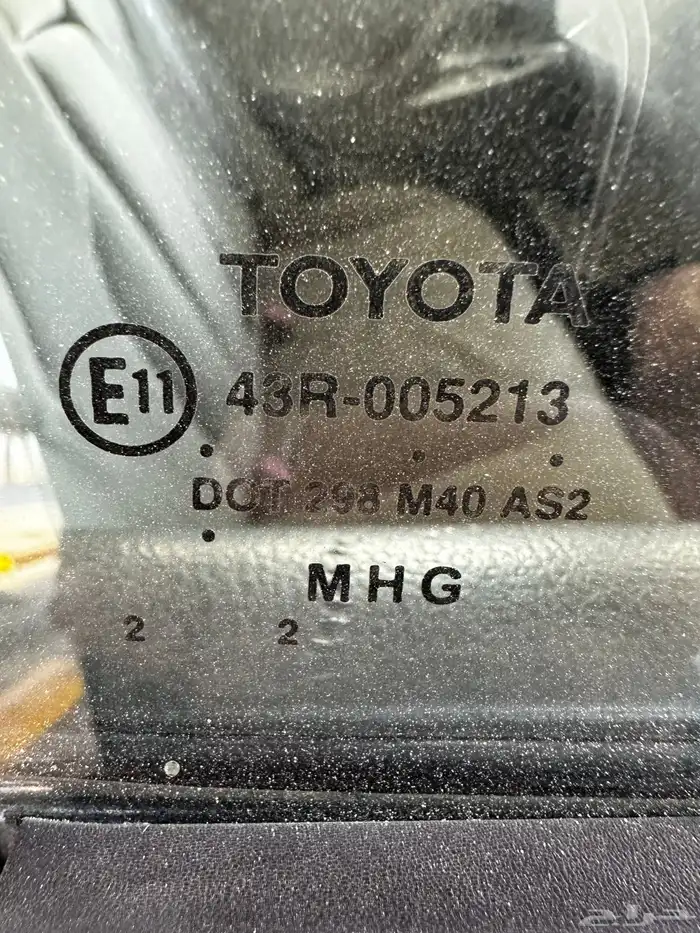 TOYOTA
E11 43R-005213
DOT 298 M40 AS2
MHG
2 2
حراج